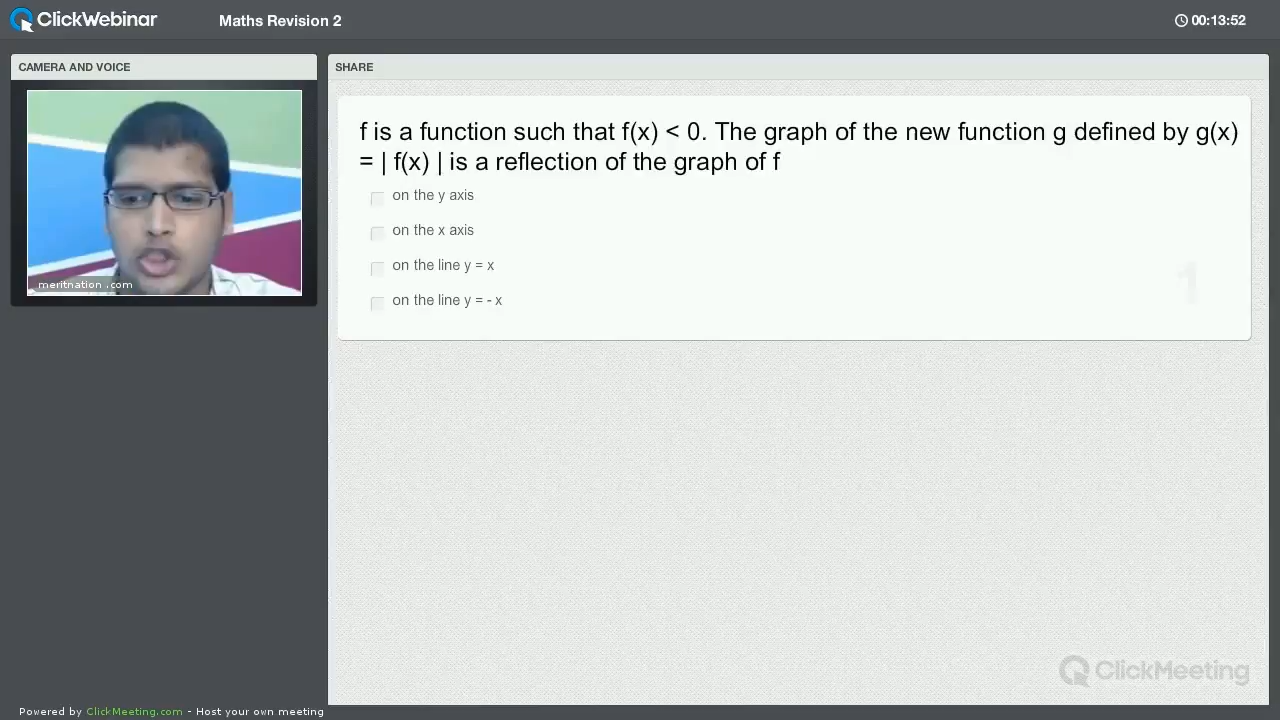 ClickWebinar
Maths Revision 2
00:13:52
CAMERA AND VOICE
SHARE
meritnation .com
f is a function such that f(x) < 0. The graph of the new function g defined by g(x)
= | f(x) | is a reflection of the graph of f
on the y axis
on the x axis
on the line y = x
on the line y = - x
1
ClickMeeting
Powered by ClickMeeting.com - Host your own meeting